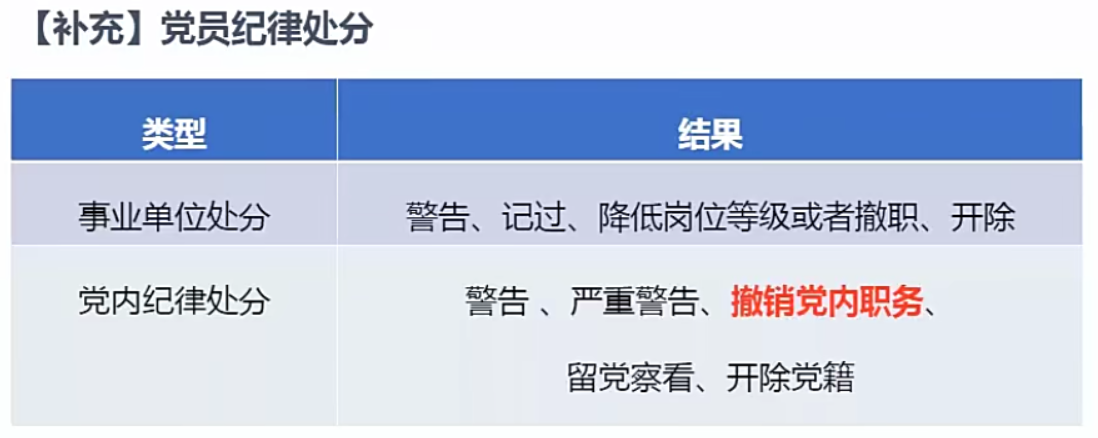 【补充】党员纪律处分
类型 结果
事业单位处分 警告、记过、降低岗位等级或者撤职、开除
党内纪律处分 警告 、严重警告、撤销党内职务、
留党察看、开除党籍